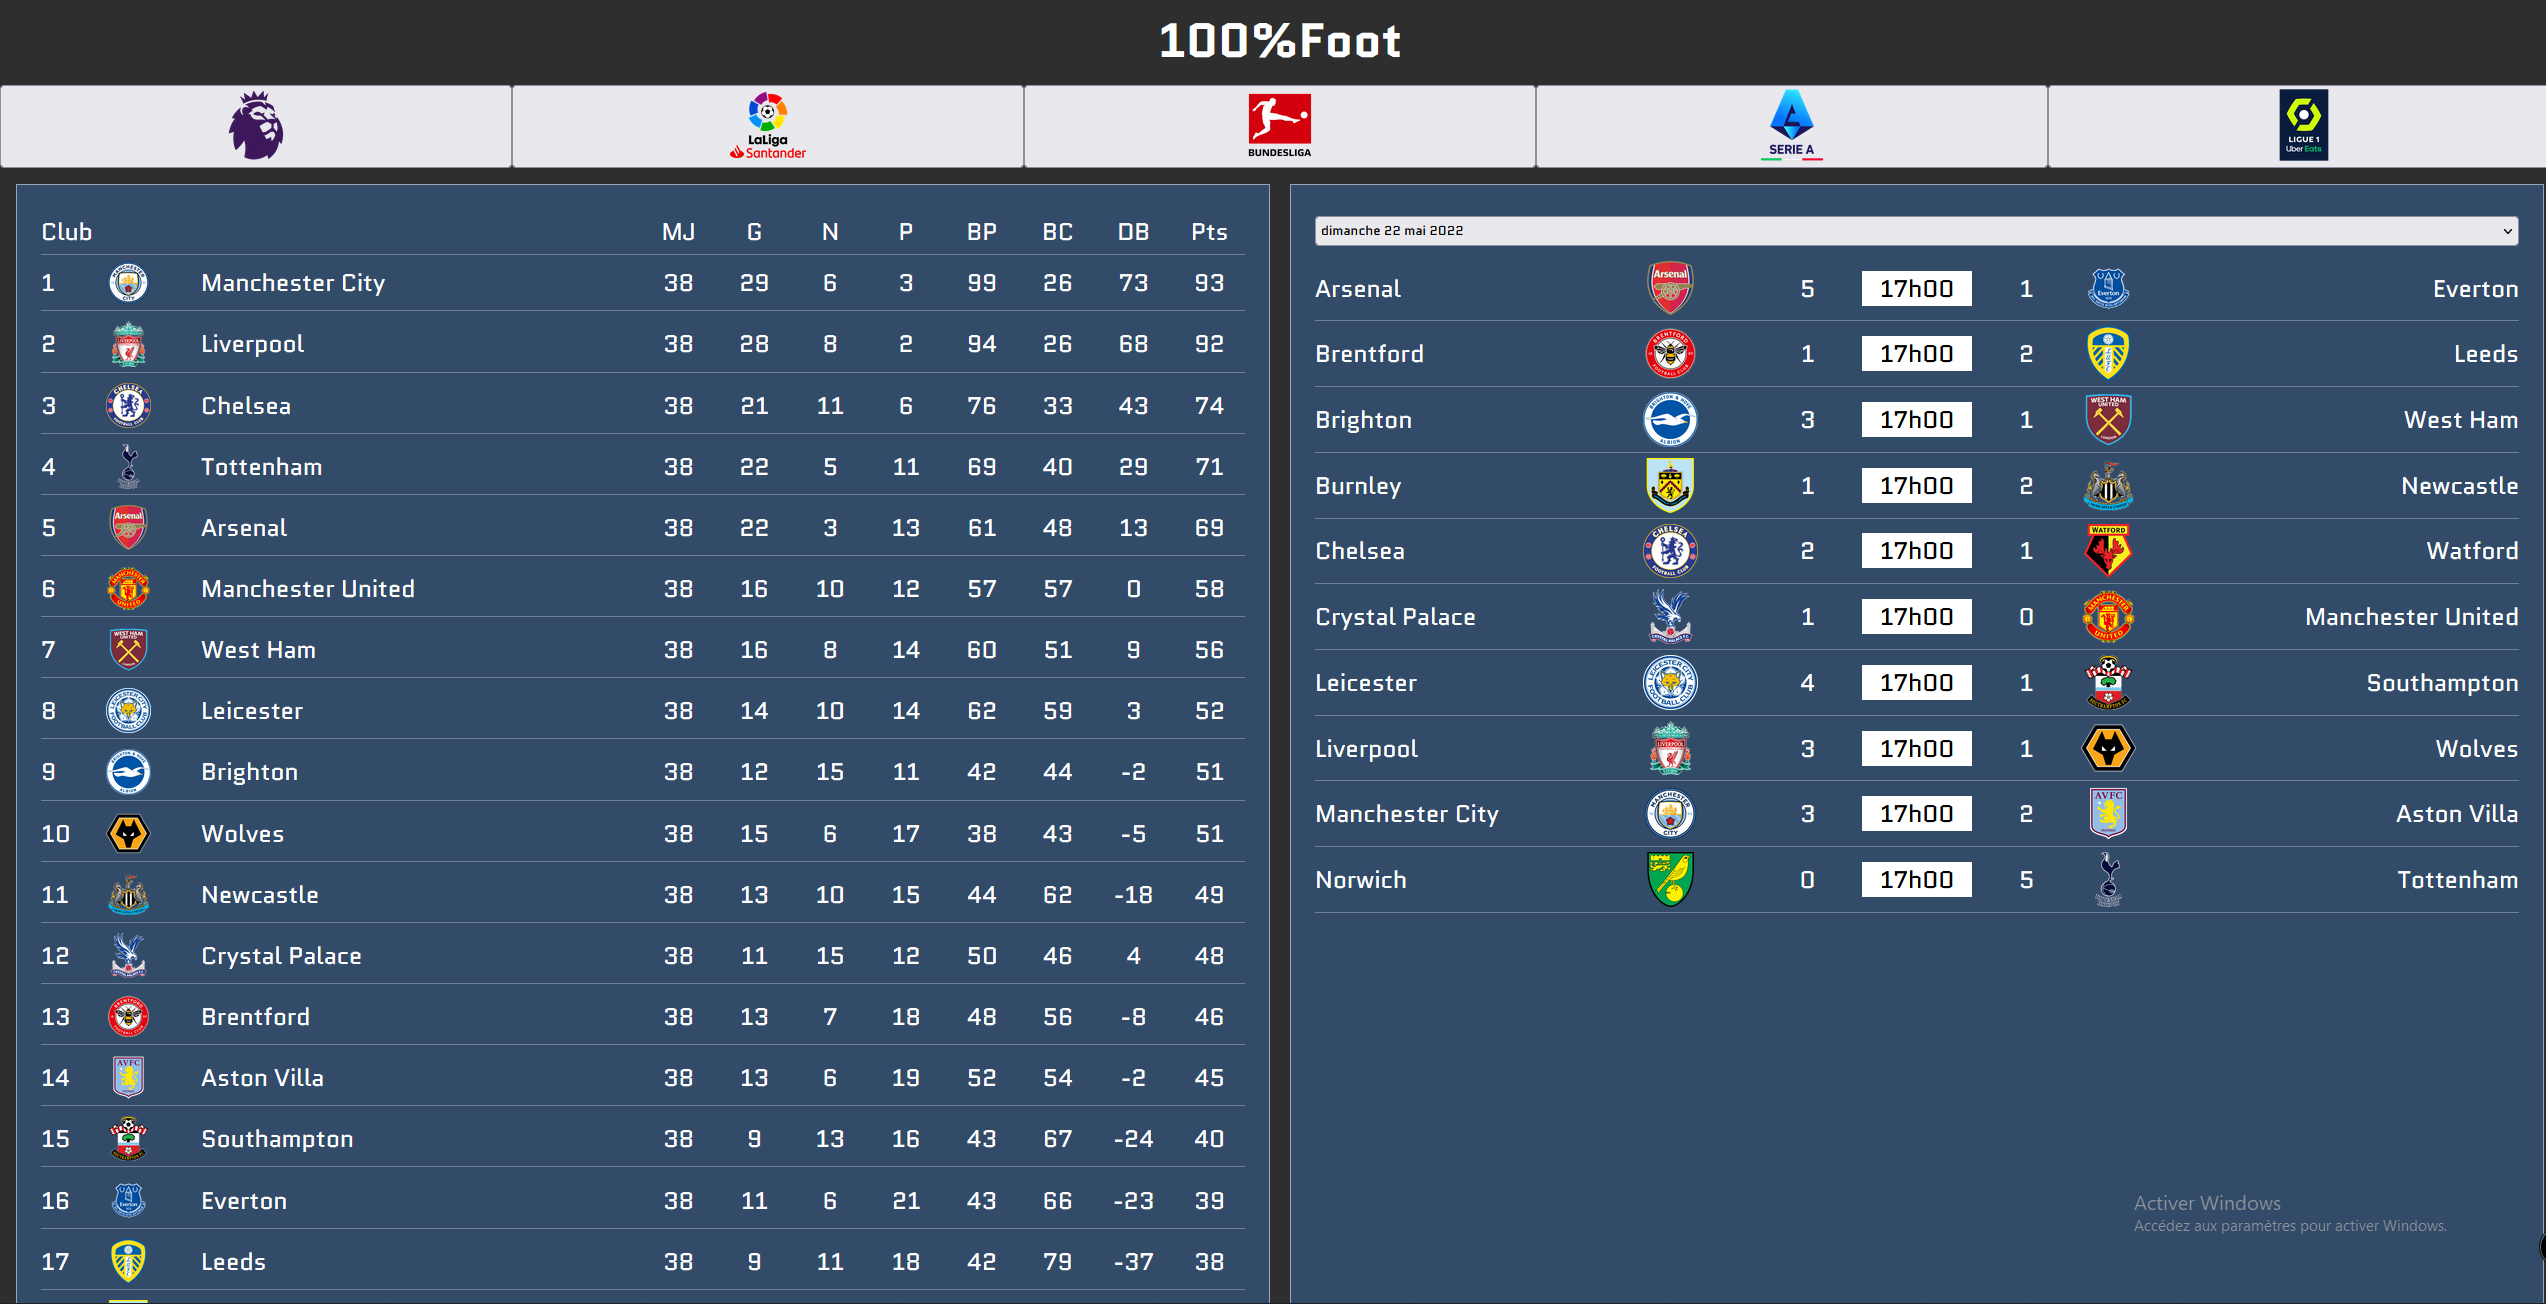 100%Foot
LaLiga
Santander
BUNDESLIGA
SERIE A
LIGUE 1
Uber Eats
Club MJ G N P BP BC DB Pts
1 Manchester City 38 29 6 3 99 26 73 93
2 Liverpool 38 28 8 2 94 26 68 92
3 Chelsea 38 21 11 6 76 33 43 74
4 Tottenham 38 22 5 11 69 40 29 71
5 Arsenal 38 22 3 13 61 48 13 69
6 Manchester United 38 16 10 12 57 57 0 58
7 West Ham 38 16 8 14 60 51 9 56
8 Leicester 38 14 10 14 62 59 3 52
9 Brighton 38 12 15 11 42 44 -2 51
10 Wolves 38 15 6 17 38 43 -5 51
11 Newcastle 38 13 10 15 44 62 -18 49
12 Crystal Palace 38 11 15 12 50 46 4 48
13 Brentford 38 13 7 18 48 56 -8 46
14 Aston Villa 38 13 6 19 52 54 -2 45
15 Southampton 38 9 13 16 43 67 -24 40
16 Everton 38 11 6 21 43 66 -23 39
17 Leeds 38 9 11 18 42 79 -37 38
dimanche 22 mai 2022
Arsenal 5 17h00 1 Everton
Brentford 1 17h00 2 Leeds
Brighton 3 17h00 1 West Ham
Burnley 1 17h00 2 Newcastle
Chelsea 2 17h00 1 Watford
Crystal Palace 1 17h00 0 Manchester United
Leicester 4 17h00 1 Southampton
Liverpool 3 17h00 1 Wolves
Manchester City 3 17h00 2 Aston Villa
Norwich 0 17h00 5 Tottenham
Activer Windows
Accédez aux paramètres pour activer Windows.